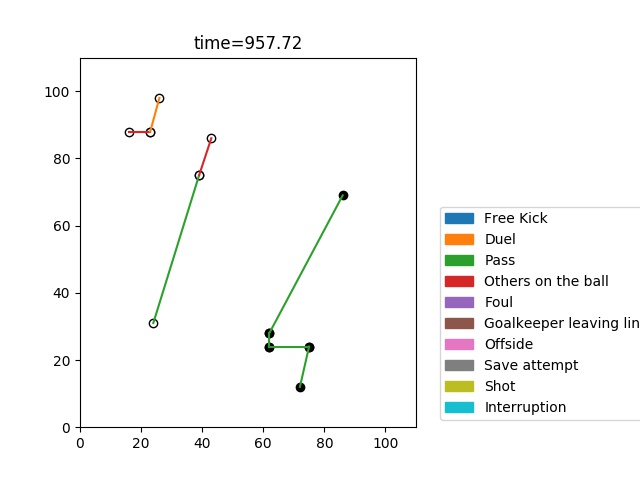 time=957.72
100
80
60
40
20
0
0 20 40 60 80 100
Free Kick
Duel
Pass
Others on the ball
Foul
Goalkeeper leaving lin
Offside
Save attempt
Shot
Interruption